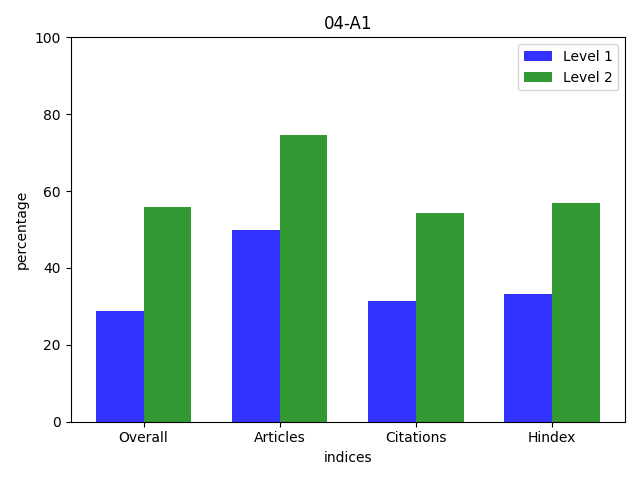 04-A1
100
80
60
40
20
0
percentage
Level 1
Level 2
Overall Articles Citations Hindex
indices